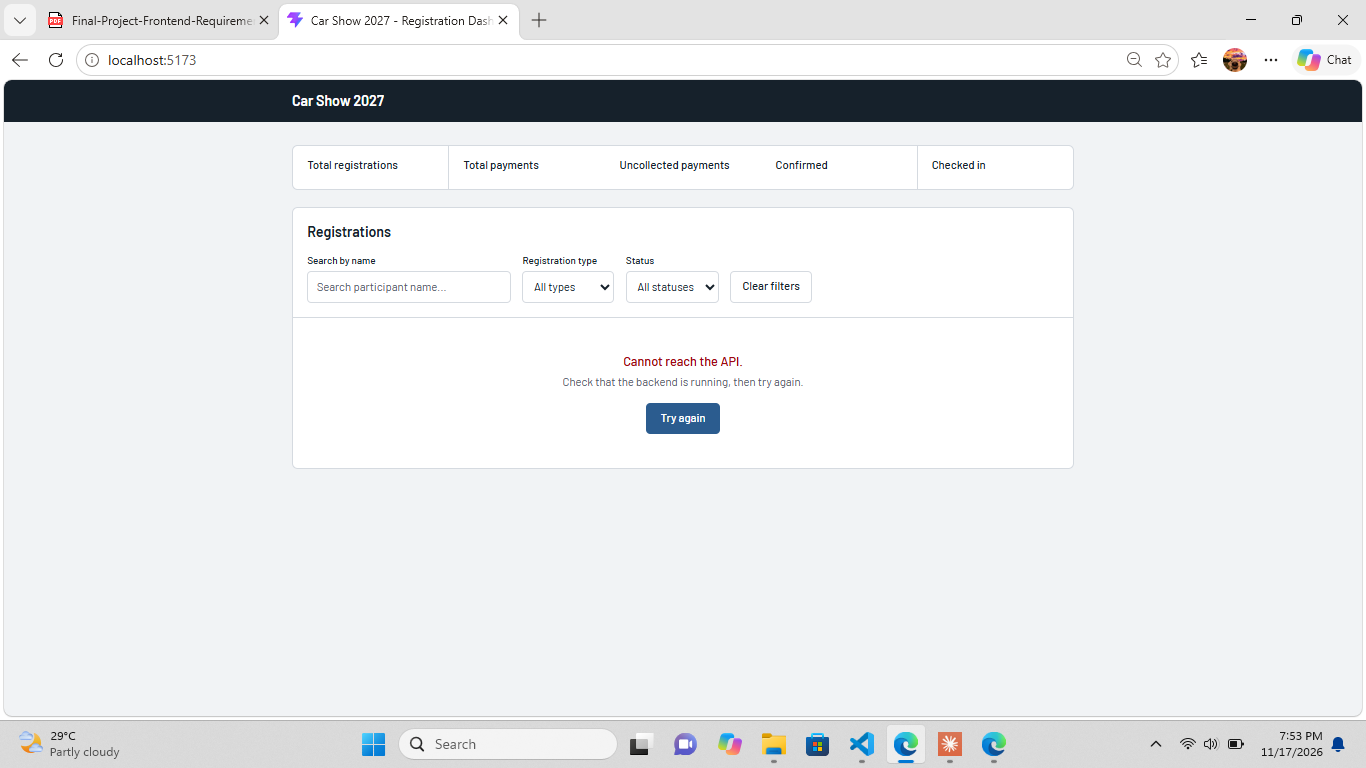 PDF
Final-Project-Frontend-Requireme
Car Show 2027 - Registration Dash
localhost:5173
Chat
Car Show 2027
Total registrations
Total payments
Uncollected payments
Confirmed
Checked in
Registrations
Search by name
Registration type
Status
Search participant name...
All types
All statuses
Clear filters
Cannot reach the API.
Check that the backend is running, then try again.
Try again
29°C
Partly cloudy
Search
7:53 PM
11/17/2026